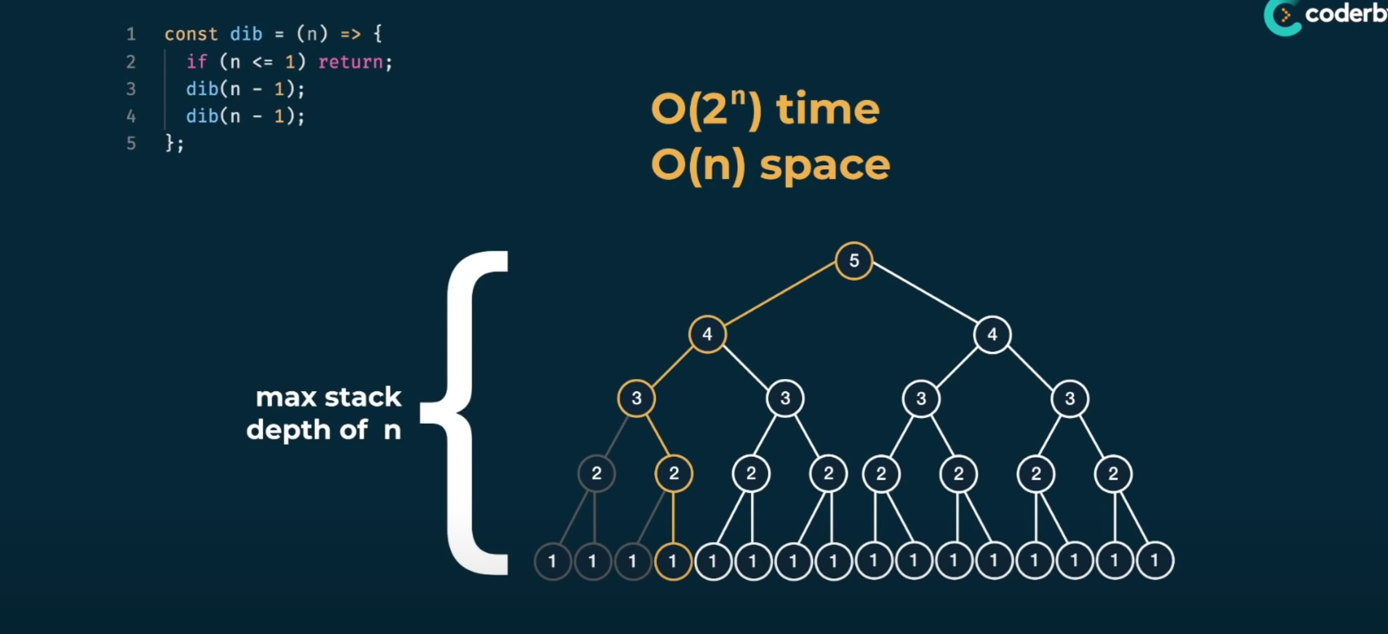 coderb
1 const dib = (n) => {
2 if (n <= 1) return;
3 dib(n - 1);
4 dib(n - 1);
5 };
O(2ⁿ) time
O(n) space
max stack
depth of n
5
4 4
3 3 3 3
2 2 2 2 2 2 2 2
1 1 1 1 1 1 1 1 1 1 1 1 1 1 1 1